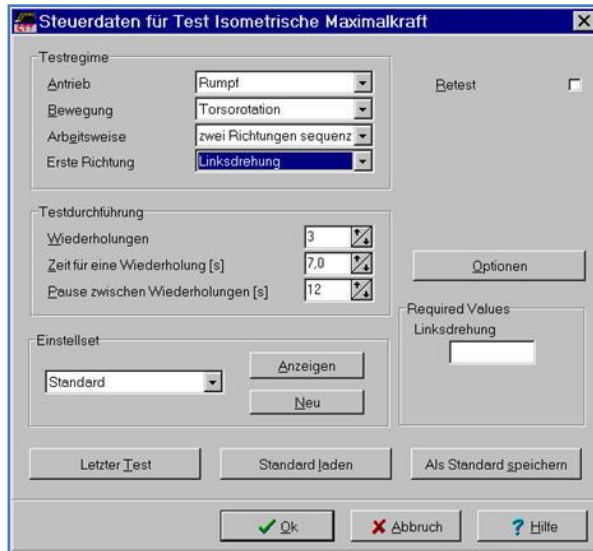 Steuerdaten für Test Isometrische Maximalkraft
Testregime
Antrieb
Rumpf
Bewegung
Torsorotation
Arbeitsweise
zwei Richtungen sequenz
Erste Richtung
Linksdrehung
Retest
Testdurchführung
Wiederholungen
3
Zeit für eine Wiederholung [s]
7,0
Pause zwischen Wiederholungen [s]
12
Optionen
Required Values
Linksdrehung
Einstellset
Standard
Anzeigen
Neu
Letzter Test
Standard laden
Als Standard speichern
Ok
Abbruch
Hilfe